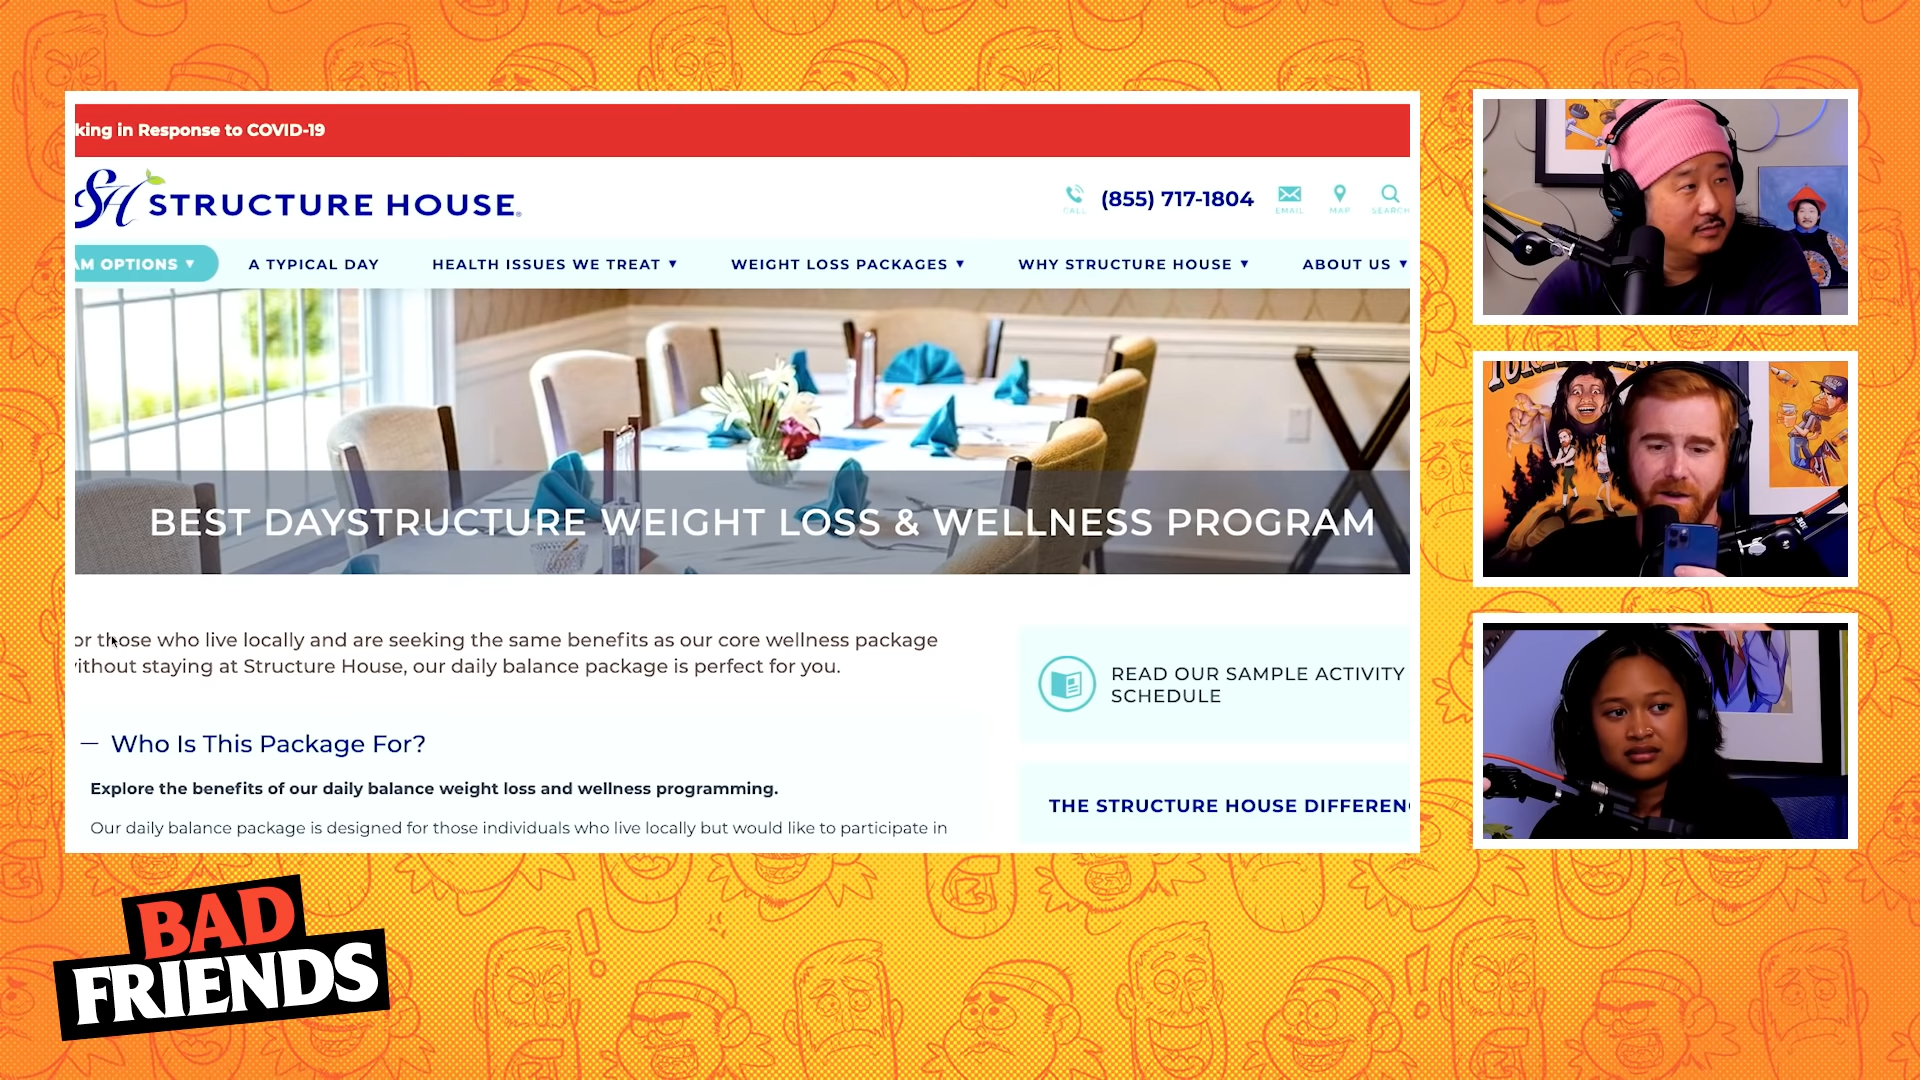 king in Response to COVID-19
SH STRUCTURE HOUSE®
CALL
(855) 717-1804
EMAIL
MAP
SEARCH
AM OPTIONS ▼
A TYPICAL DAY
HEALTH ISSUES WE TREAT ▼
WEIGHT LOSS PACKAGES ▼
WHY STRUCTURE HOUSE ▼
ABOUT US ▼
BEST DAYSTRUCTURE WEIGHT LOSS & WELLNESS PROGRAM
or those who live locally and are seeking the same benefits as our core wellness package
ithout staying at Structure House, our daily balance package is perfect for you.
— Who Is This Package For?
Explore the benefits of our daily balance weight loss and wellness programming.
Our daily balance package is designed for those individuals who live locally but would like to participate in
READ OUR SAMPLE ACTIVITY
SCHEDULE
THE STRUCTURE HOUSE DIFFEREN
BAD
FRIENDS